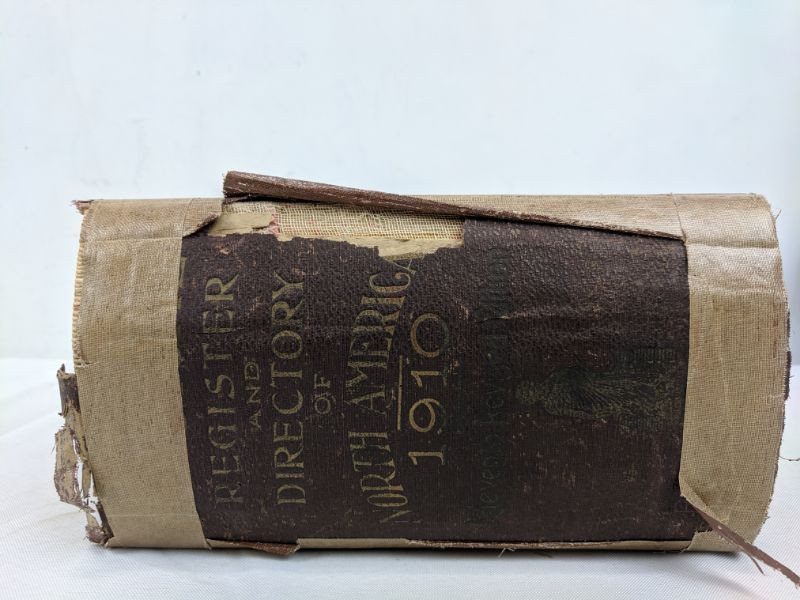 REGISTER
AND
DIRECTORY
OF
NORTH AMERICA
1910